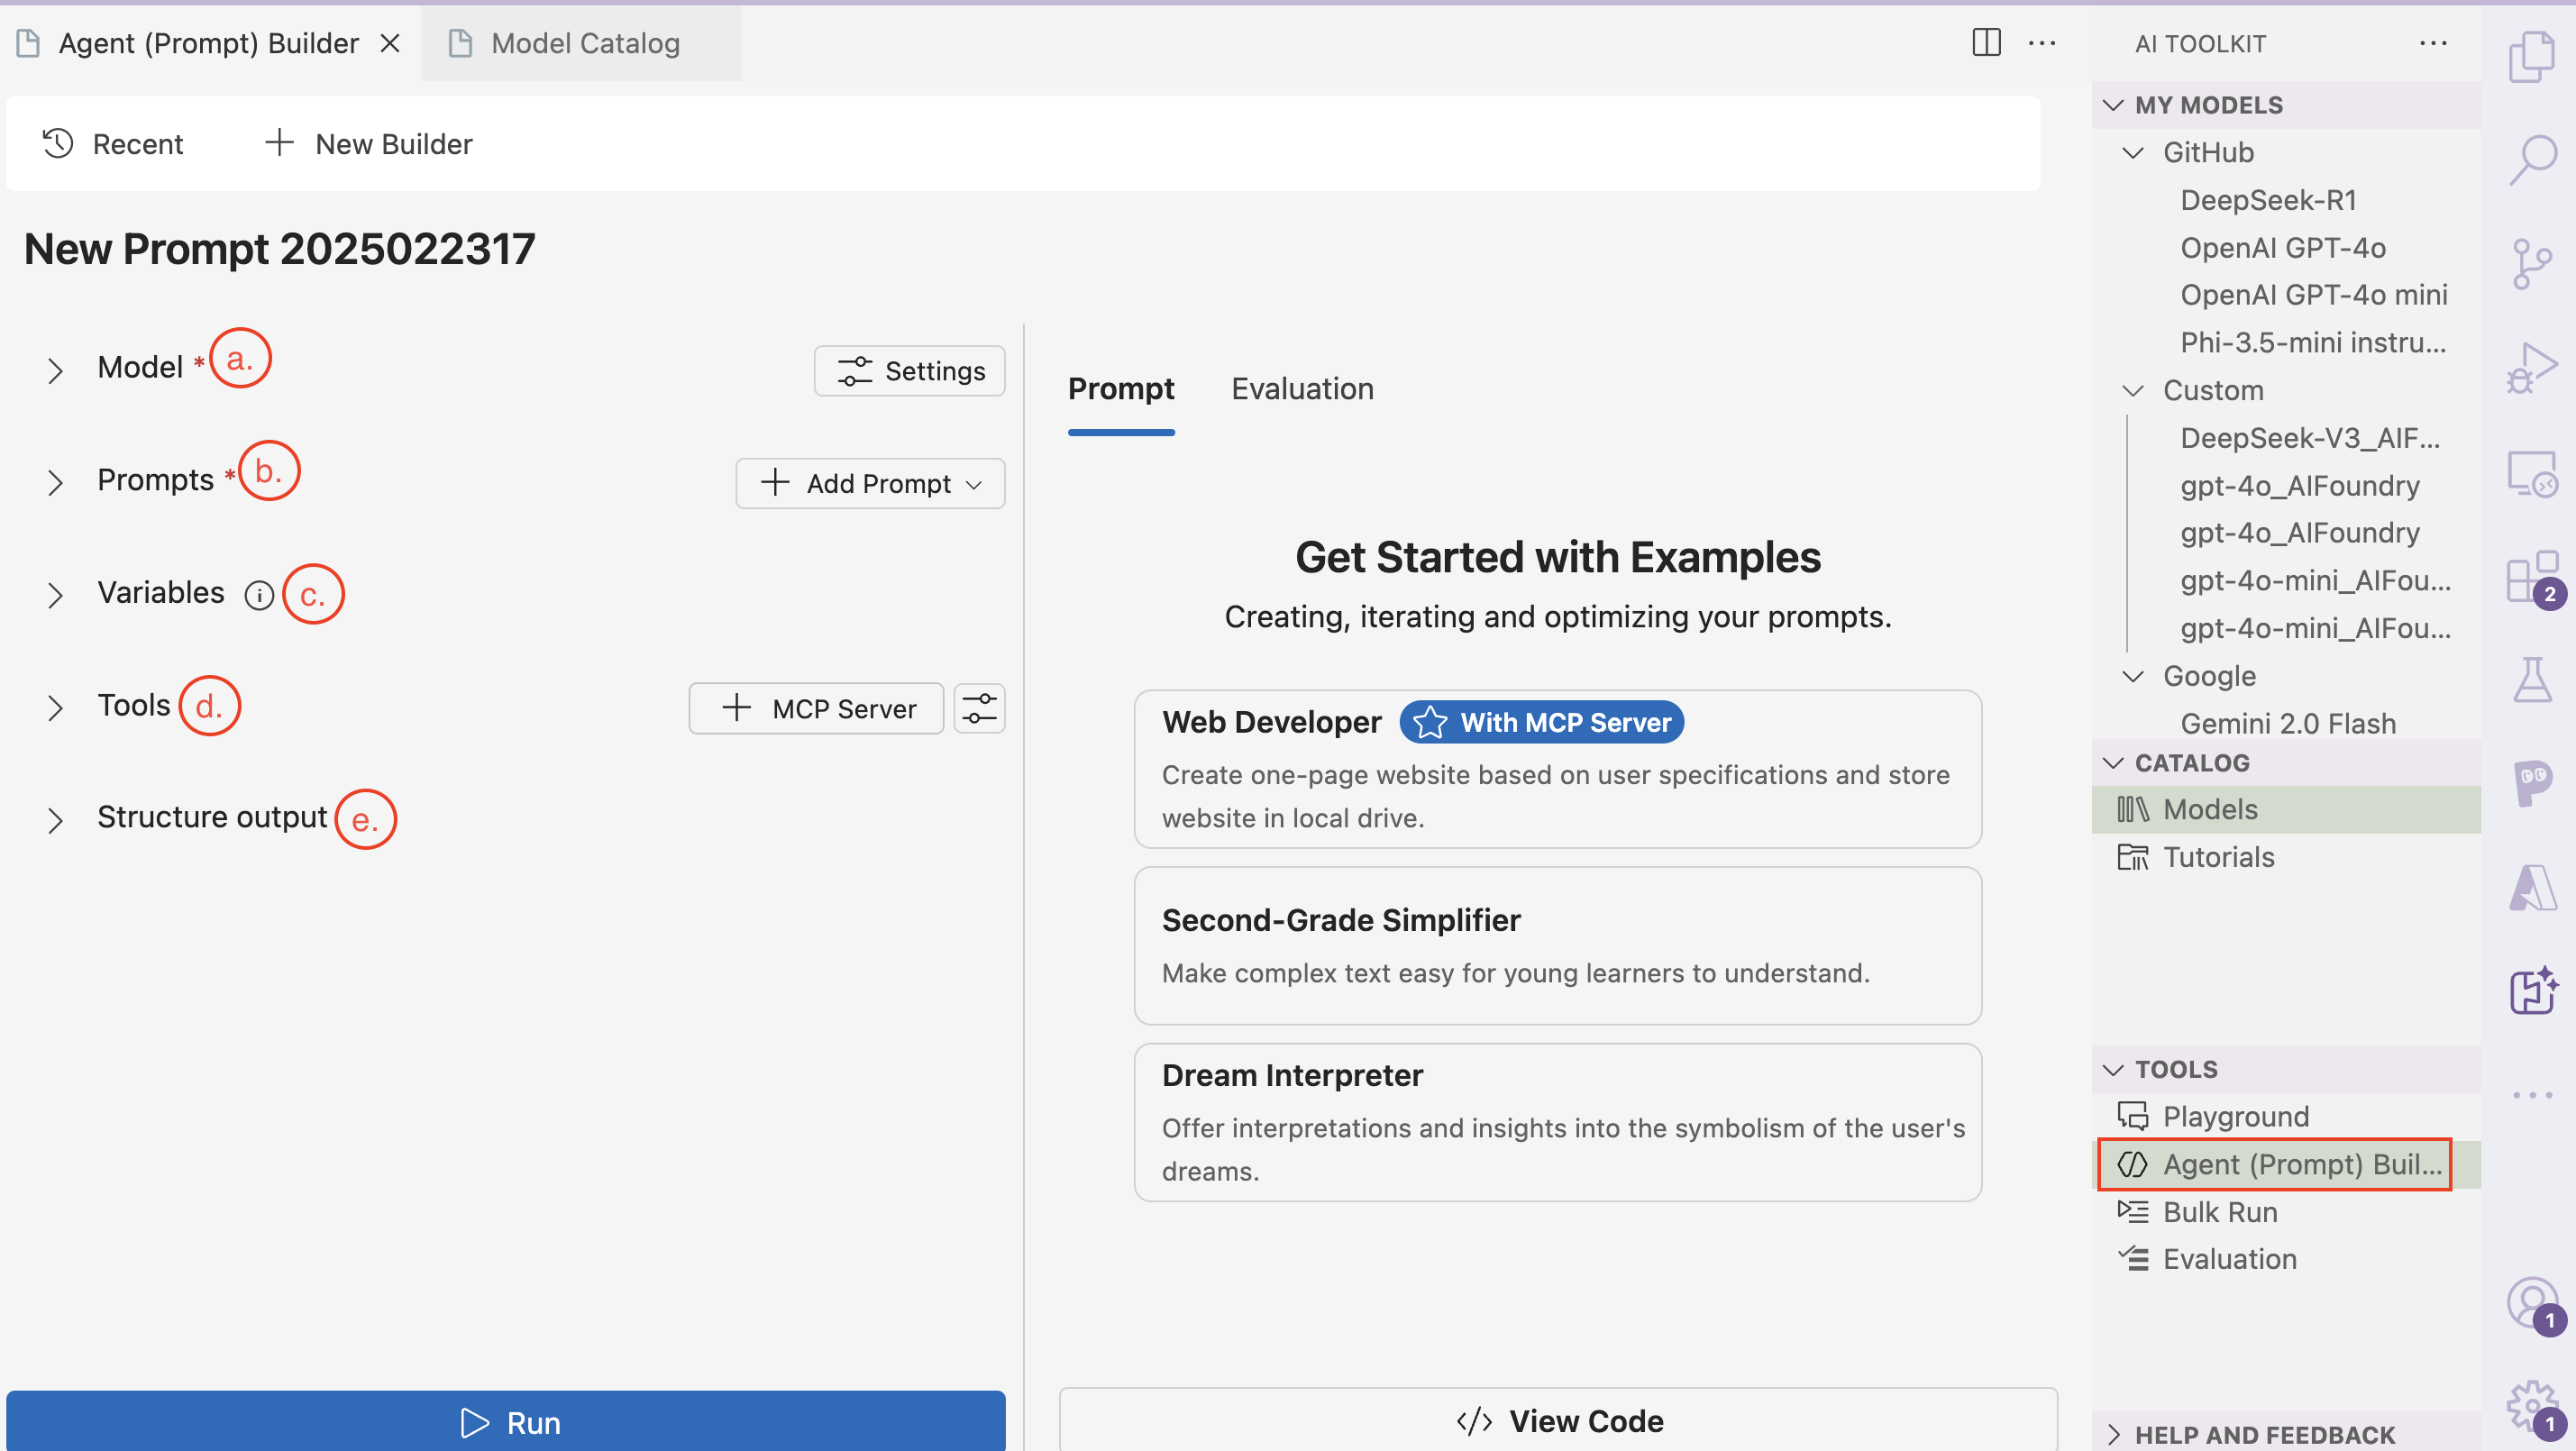 Agent (Prompt) Builder
Model Catalog
Recent
New Builder
New Prompt 2025022317
Model * a.
Settings
Prompts * b.
Add Prompt
Variables c.
Tools d.
MCP Server
Structure output e.
Run
Prompt
Evaluation
Get Started with Examples
Creating, iterating and optimizing your prompts.
Web Developer
With MCP Server
Create one-page website based on user specifications and store
website in local drive.
Second-Grade Simplifier
Make complex text easy for young learners to understand.
Dream Interpreter
Offer interpretations and insights into the symbolism of the user's
dreams.
</> View Code
AI TOOLKIT
MY MODELS
GitHub
DeepSeek-R1
OpenAI GPT-4o
OpenAI GPT-4o mini
Phi-3.5-mini instru...
Custom
DeepSeek-V3_AIF...
gpt-4o_AIFoundry
gpt-4o_AIFoundry
gpt-4o-mini_AIFou...
gpt-4o-mini_AIFou...
Google
Gemini 2.0 Flash
CATALOG
Models
Tutorials
TOOLS
Playground
Agent (Prompt) Buil...
Bulk Run
Evaluation
HELP AND FEEDBACK
2
1
1